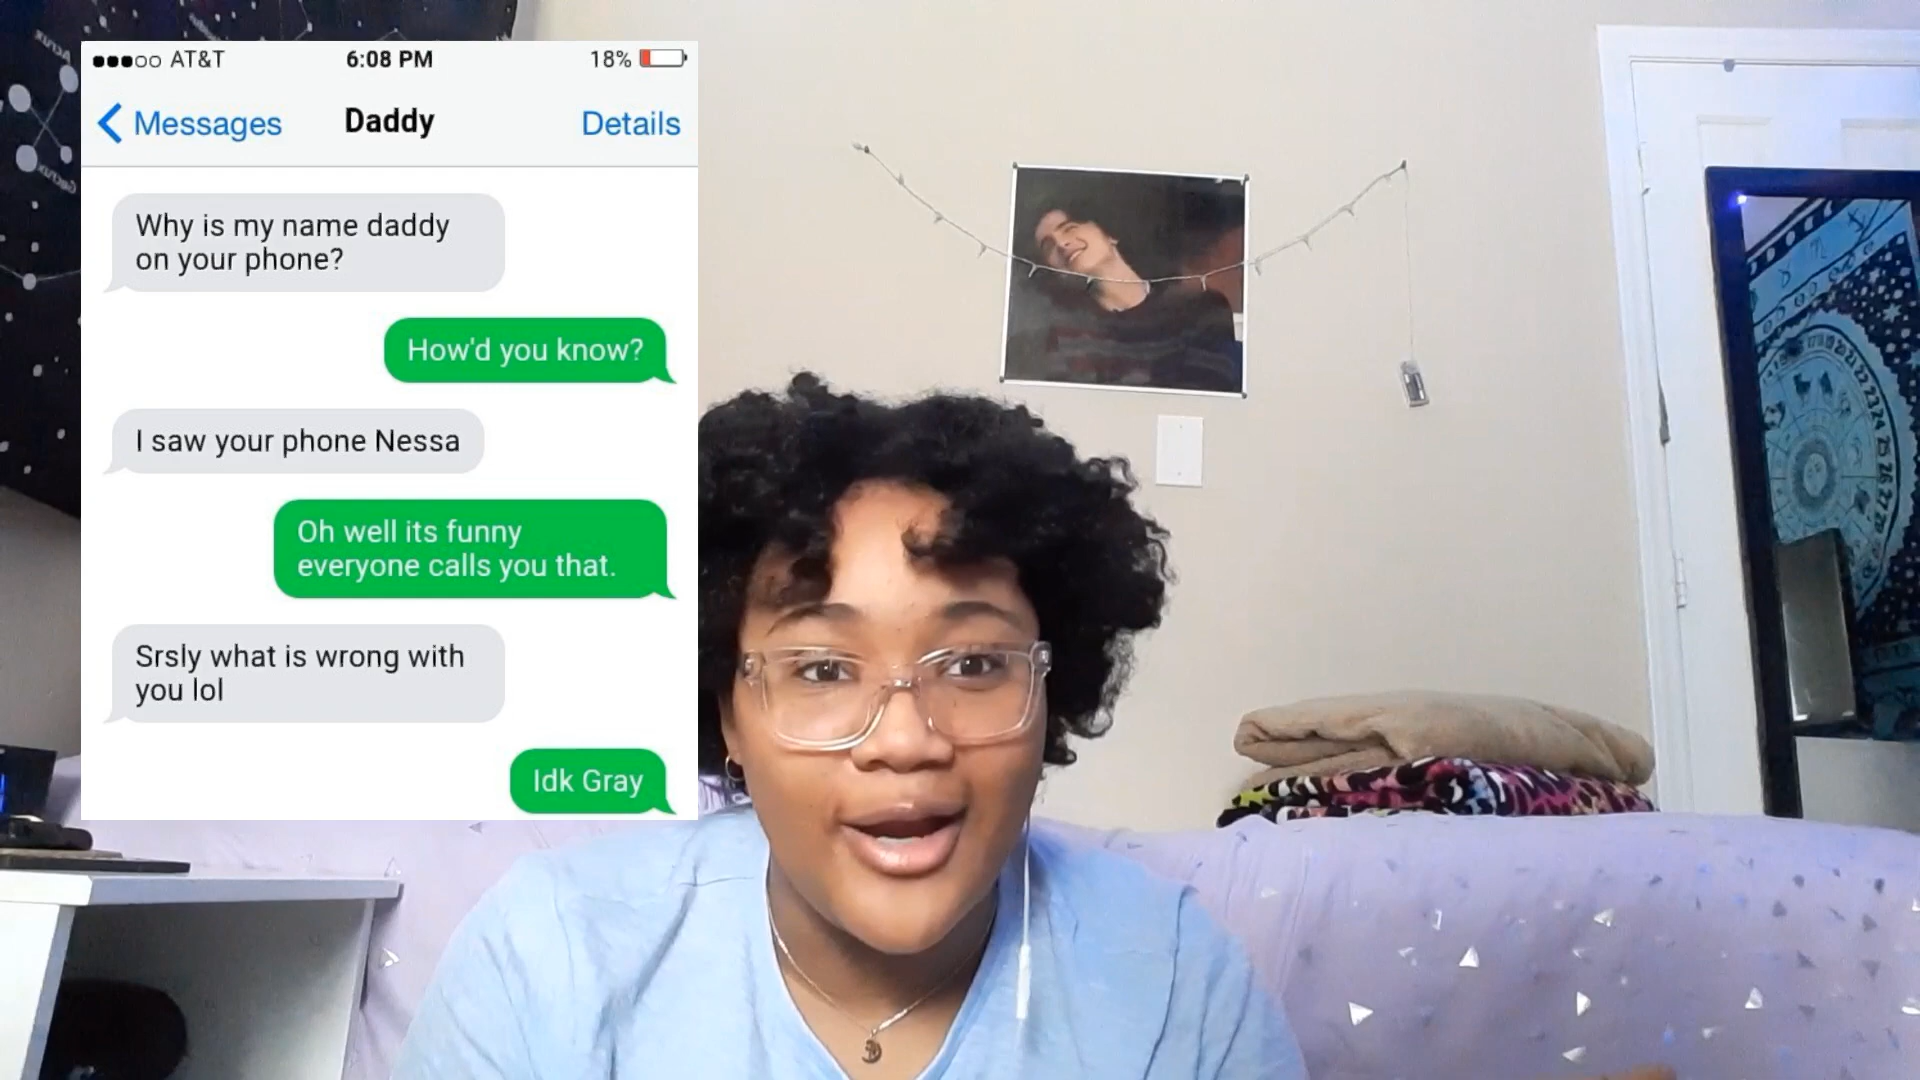 AT&T 6:08 PM 18%
Messages Daddy Details
Why is my name daddy
on your phone?
How'd you know?
I saw your phone Nessa
Oh well its funny
everyone calls you that.
Srsly what is wrong with
you lol
Idk Gray